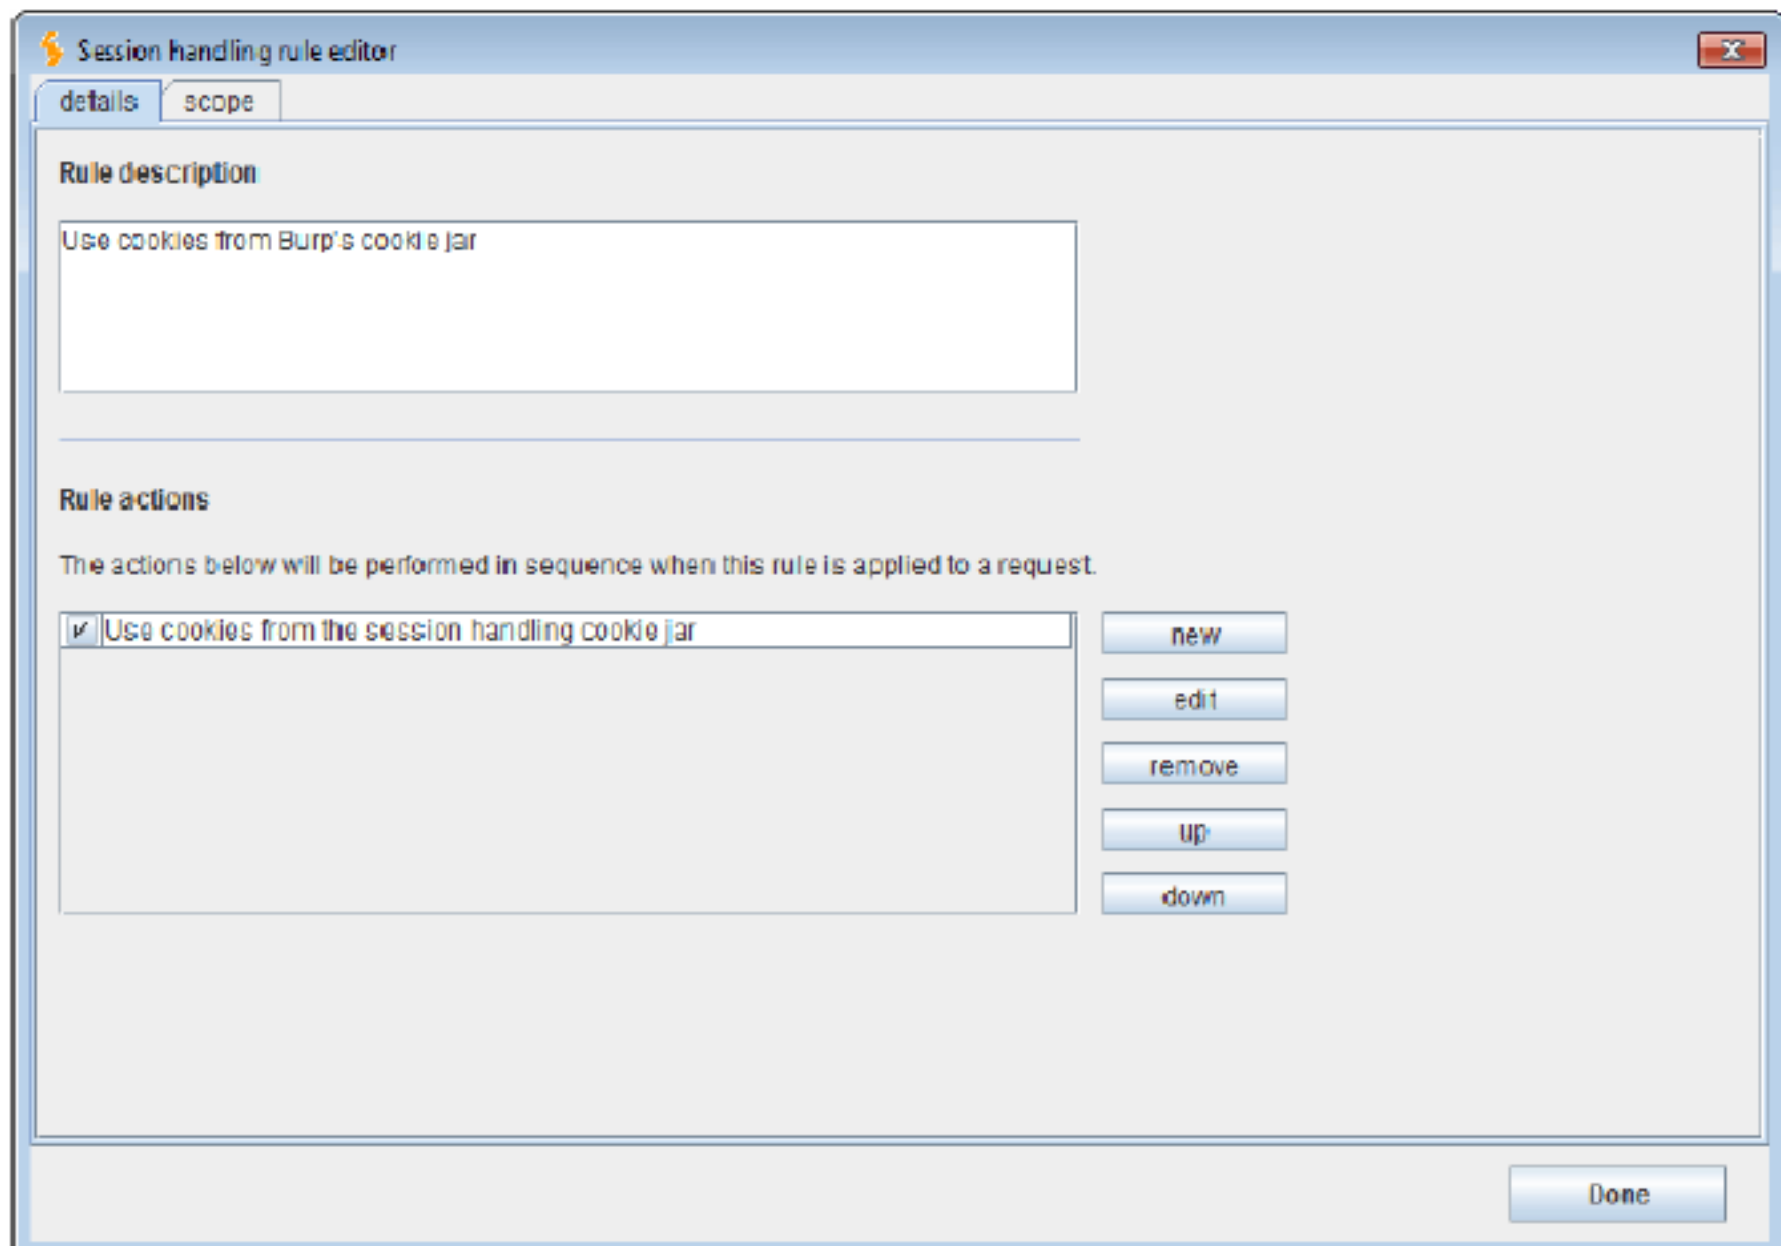 Session handling rule editor
details scope
Rule description
Use cookies from Burp's cookie jar
Rule actions
The actions below will be performed in sequence when this rule is applied to a request.
Use cookies from the session handling cookie jar
new
edit
remove
up
down
Done